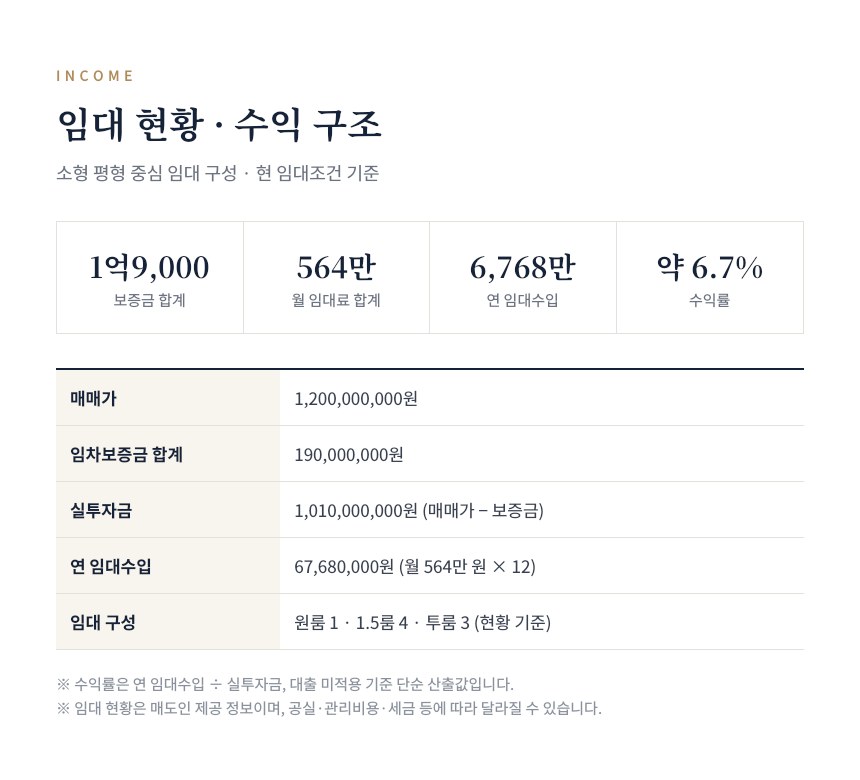 INCOME
임대 현황 · 수익 구조
소형 평형 중심 임대 구성 · 현 임대조건 기준
1억9,000
보증금 합계
564만
월 임대료 합계
6,768만
연 임대수입
약 6.7%
수익률
매매가 1,200,000,000원
임차보증금 합계 190,000,000원
실투자금 1,010,000,000원 (매매가 − 보증금)
연 임대수입 67,680,000원 (월 564만 원 × 12)
임대 구성 원룸 1 · 1.5룸 4 · 투룸 3 (현황 기준)
※ 수익률은 연 임대수입 ÷ 실투자금, 대출 미적용 기준 단순 산출값입니다.
※ 임대 현황은 매도인 제공 정보이며, 공실·관리비용·세금 등에 따라 달라질 수 있습니다.